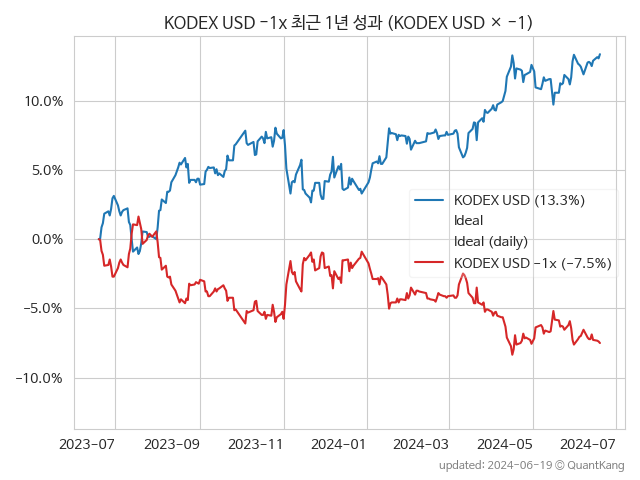 KODEX USD -1x 최근 1년 성과 (KODEX USD × -1)
10.0%
5.0%
0.0%
-5.0%
-10.0%
KODEX USD (13.3%)
Ideal
Ideal (daily)
KODEX USD -1x (-7.5%)
2023-07 2023-09 2023-11 2024-01 2024-03 2024-05 2024-07
updated: 2024-06-19 © QuantKang